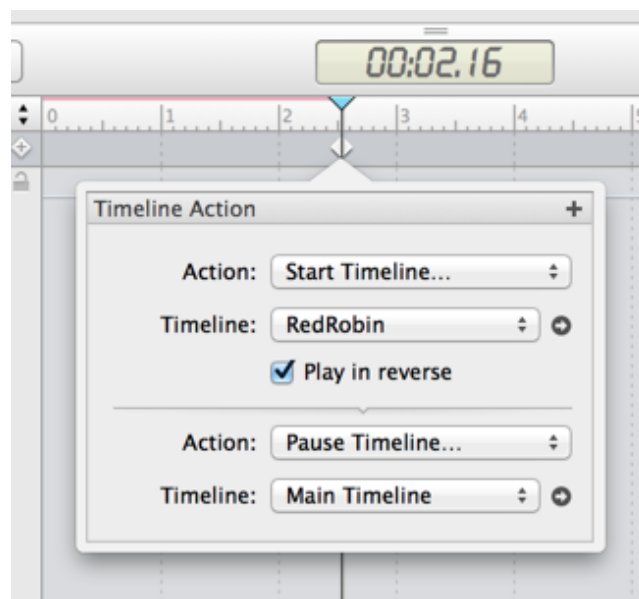 00:02.16
0 1 2 3 4
Timeline Action +
Action: Start Timeline...
Timeline: RedRobin
Play in reverse
Action: Pause Timeline...
Timeline: Main Timeline